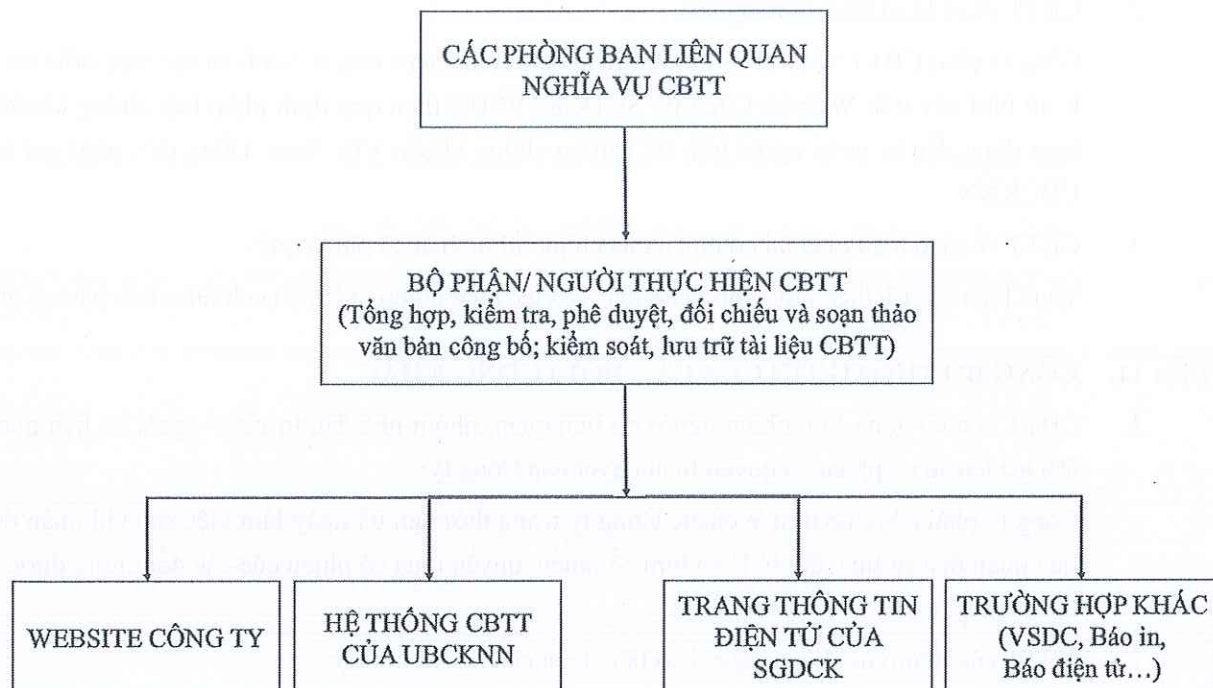 CÁC PHÒNG BAN LIÊN QUAN
NGHĨA VỤ CBTT
BỘ PHẬN/ NGƯỜI THỰC HIỆN CBTT
(Tổng hợp, kiểm tra, phê duyệt, đối chiếu và soạn thảo
văn bản công bố; kiểm soát, lưu trữ tài liệu CBTT)
WEBSITE CÔNG TY
HỆ THỐNG CBTT
CỦA UBCKNN
TRANG THÔNG TIN
ĐIỆN TỬ CỦA
SGDCK
TRƯỜNG HỢP KHÁC
(VSDC, Báo in,
Báo điện tử...)